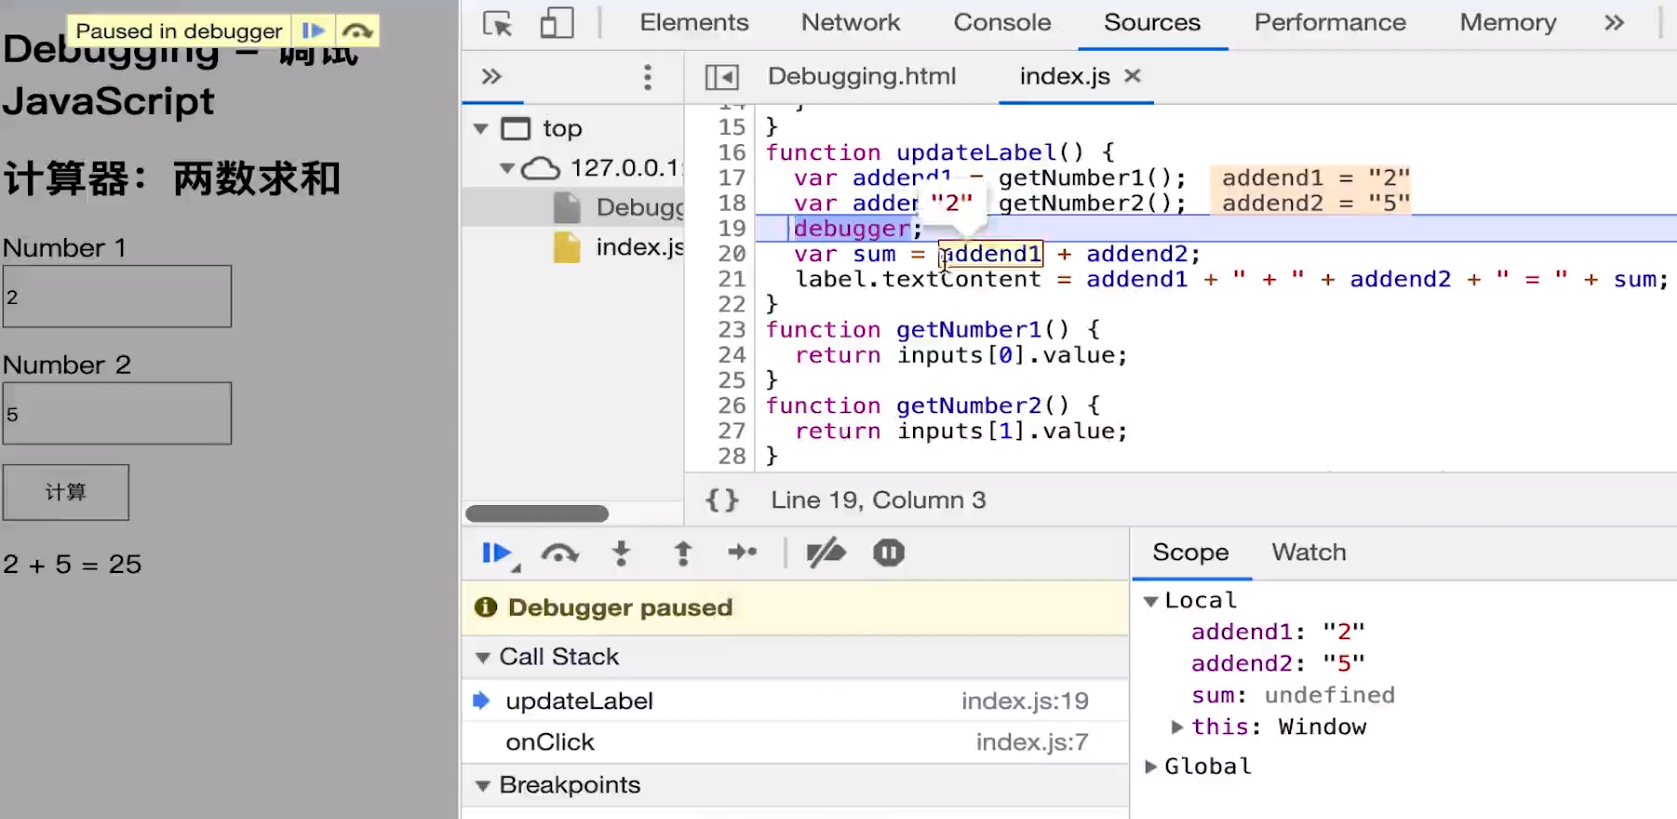 Paused in debugger
Debugging – 调试
JavaScript
计算器：两数求和
Number 1
2
Number 2
5
计算
2 + 5 = 25
Elements Network Console Sources Performance Memory »
» Debugging.html index.js ×
top
127.0.0.1
Debugg
index.js
15 }
16 function updateLabel() {
17 var addend1 = getNumber1(); addend1 = "2"
18 var adden "2" getNumber2(); addend2 = "5"
19 debugger;
20 var sum = addend1 + addend2;
21 label.textContent = addend1 + " + " + addend2 + " = " + sum;
22 }
23 function getNumber1() {
24 return inputs[0].value;
25 }
26 function getNumber2() {
27 return inputs[1].value;
28 }
{} Line 19, Column 3
Debugger paused
Call Stack
updateLabel index.js:19
onClick index.js:7
Breakpoints
Scope Watch
Local
addend1: "2"
addend2: "5"
sum: undefined
this: Window
Global